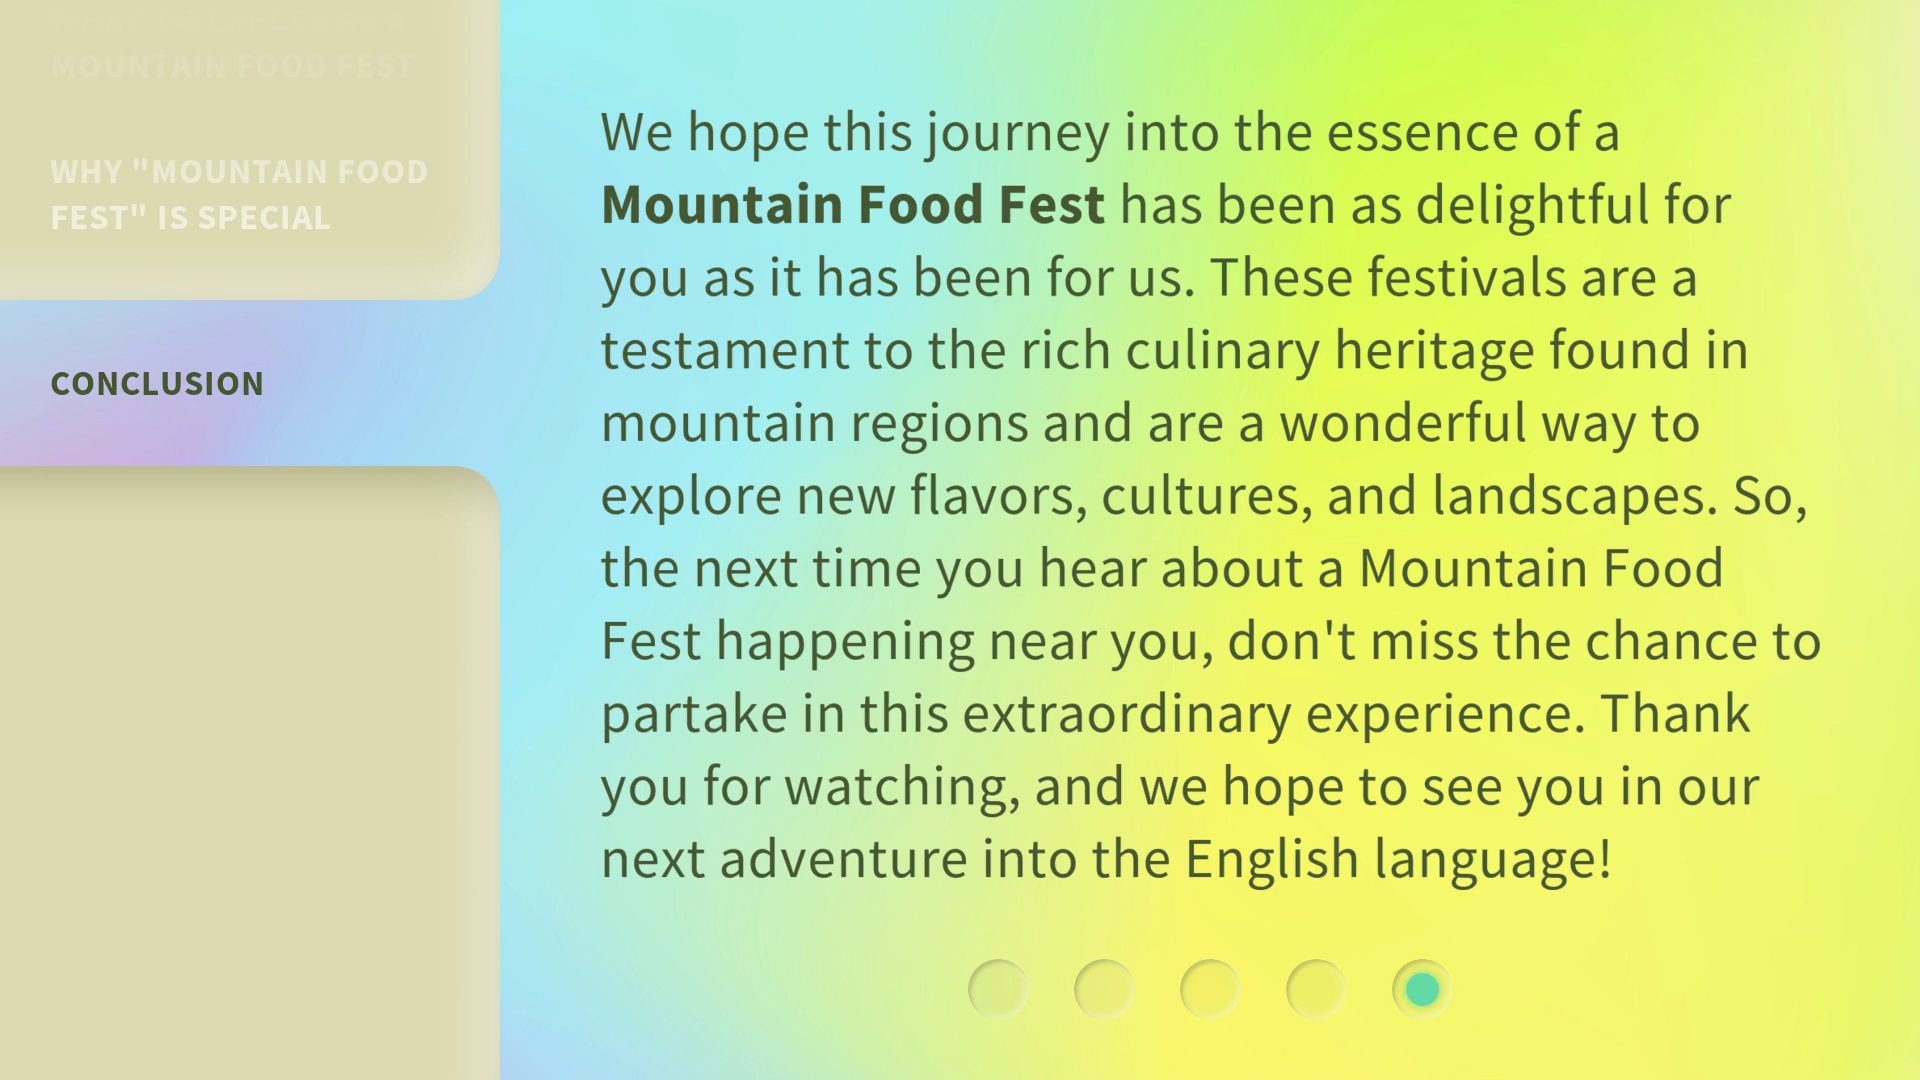 MOUNTAIN FOOD FEST
WHY "MOUNTAIN FOOD
FEST" IS SPECIAL
CONCLUSION
We hope this journey into the essence of a
Mountain Food Fest has been as delightful for
you as it has been for us. These festivals are a
testament to the rich culinary heritage found in
mountain regions and are a wonderful way to
explore new flavors, cultures, and landscapes. So,
the next time you hear about a Mountain Food
Fest happening near you, don't miss the chance to
partake in this extraordinary experience. Thank
you for watching, and we hope to see you in our
next adventure into the English language!